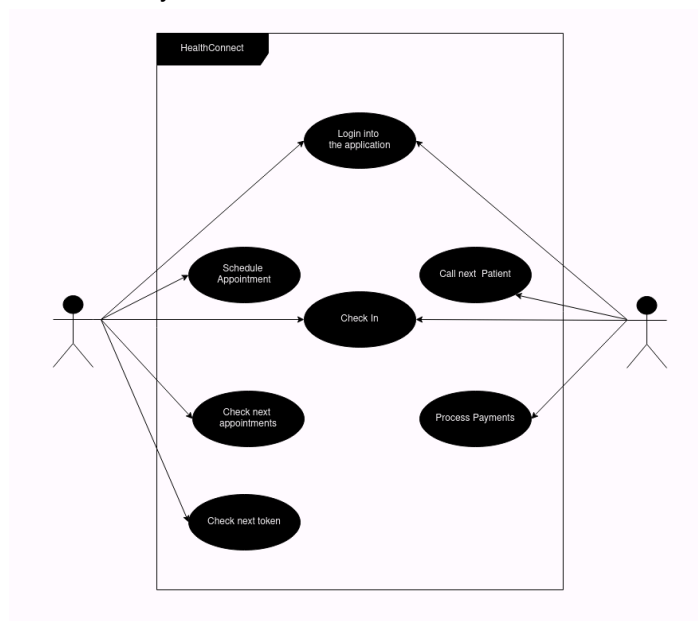 HealthConnect
Login into
the application
Schedule
Appointment
Call next Patient
Check In
Check next
appointments
Process Payments
Check next token